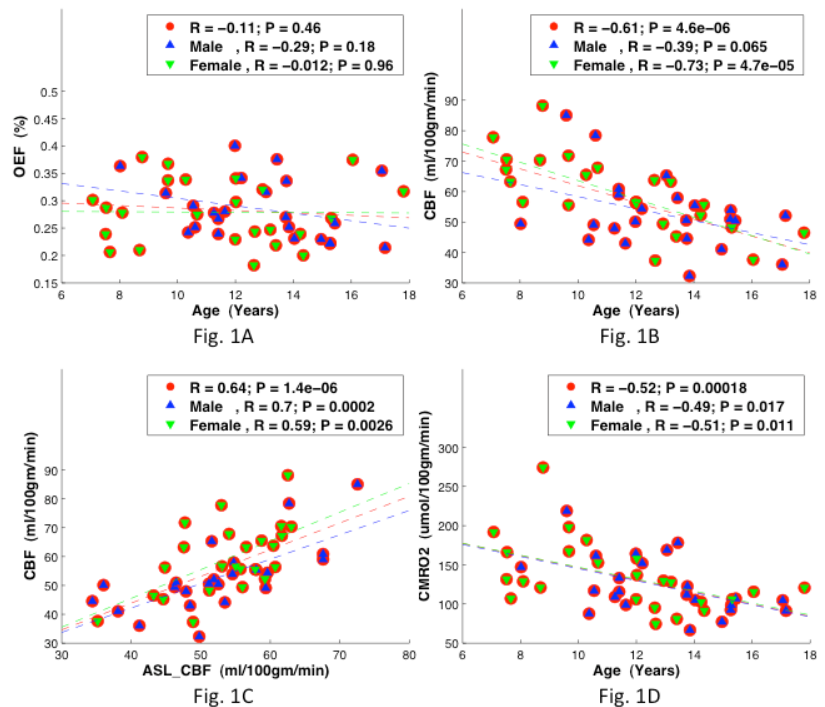 R = −0.11; P = 0.46
Male , R = −0.29; P = 0.18
Female , R = −0.012; P = 0.96
OEF (%)
0.5
0.45
0.4
0.35
0.3
0.25
0.2
0.15
6 8 10 12 14 16 18
Age (Years)
Fig. 1A
R = −0.61; P = 4.6e−06
Male , R = −0.39; P = 0.065
Female , R = −0.73; P = 4.7e−05
CBF (ml/100gm/min)
90
80
70
60
50
40
30
6 8 10 12 14 16 18
Age (Years)
Fig. 1B
R = 0.64; P = 1.4e−06
Male , R = 0.7; P = 0.0002
Female , R = 0.59; P = 0.0026
CBF (ml/100gm/min)
90
80
70
60
50
40
30
30 40 50 60 70 80
ASL_CBF (ml/100gm/min)
Fig. 1C
R = −0.52; P = 0.00018
Male , R = −0.49; P = 0.017
Female , R = −0.51; P = 0.011
CMRO2 (umol/100gm/min)
300
250
200
150
100
50
6 8 10 12 14 16 18
Age (Years)
Fig. 1D